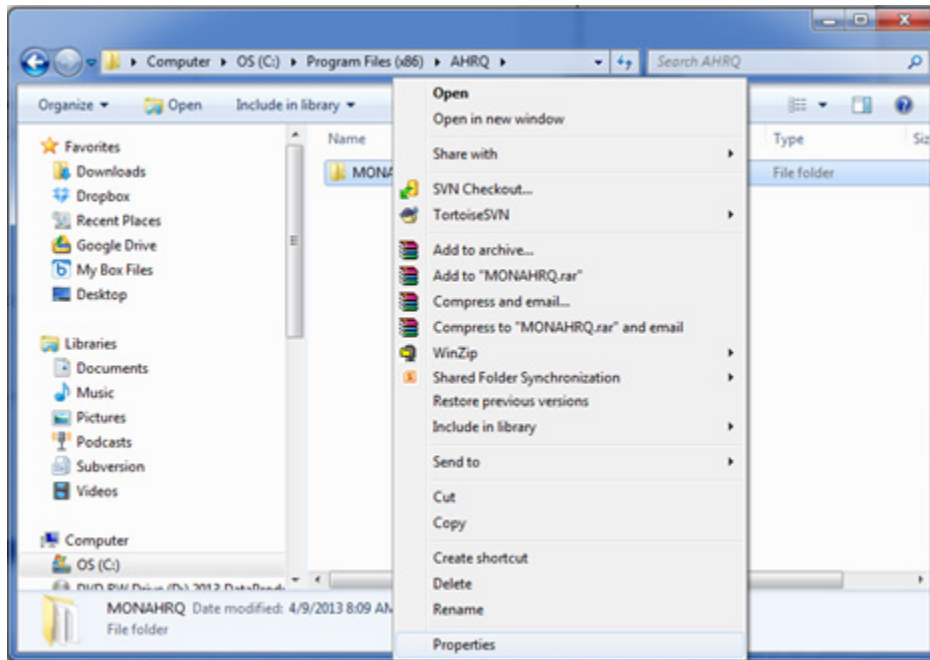 Computer ▸ OS (C:) ▸ Program Files (x86) ▸ AHRQ ▸
Search AHRQ
Organize
Open
Include in library
Name
Type
Favorites
Downloads
Dropbox
Recent Places
Google Drive
My Box Files
Desktop
Libraries
Documents
Music
Pictures
Podcasts
Subversion
Videos
Computer
OS (C:)
DVD RW Drive (D:) 2013
File folder
Open
Open in new window
Share with
SVN Checkout...
TortoiseSVN
Add to archive...
Add to "MONAHRQ.rar"
Compress and email...
Compress to "MONAHRQ.rar" and email
WinZip
Shared Folder Synchronization
Restore previous versions
Include in library
Send to
Cut
Copy
Create shortcut
Delete
Rename
Properties
MONAHRQ Date modified: 4/9/2013 8:09 AM
File folder